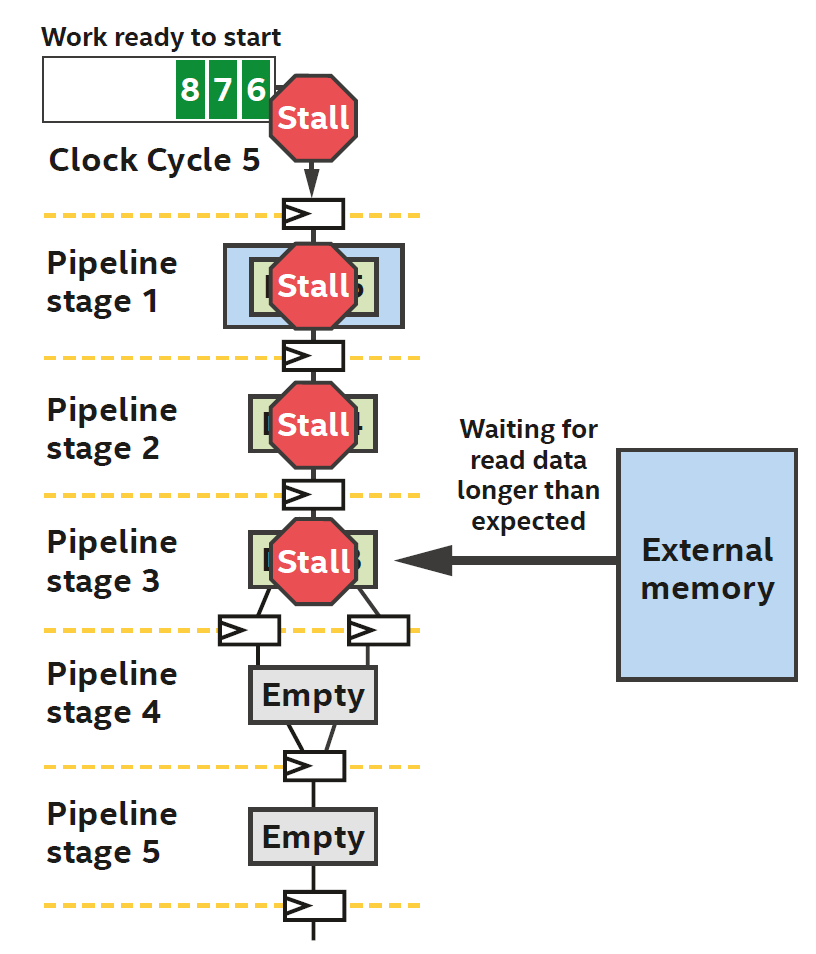 Work ready to start
8 7 6
Stall
Clock Cycle 5
Pipeline
stage 1
Stall
Pipeline
stage 2
Stall
Waiting for
read data
longer than
expected
Pipeline
stage 3
Stall
External
memory
Pipeline
stage 4
Empty
Pipeline
stage 5
Empty